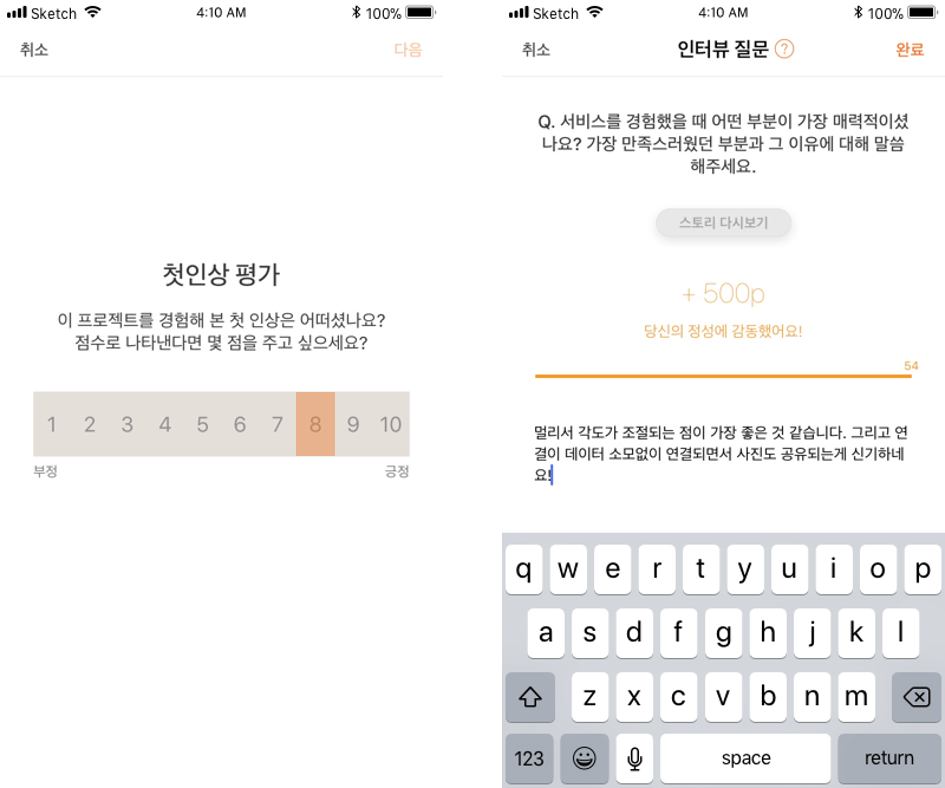 Sketch 4:10 AM 100%
취소 다음
첫인상 평가
이 프로젝트를 경험해 본 첫 인상은 어떠셨나요?
점수로 나타낸다면 몇 점을 주고 싶으세요?
1 2 3 4 5 6 7 8 9 10
부정 긍정
Sketch 4:10 AM 100%
취소 인터뷰 질문 ? 완료
Q. 서비스를 경험했을 때 어떤 부분이 가장 매력적이셨
나요? 가장 만족스러웠던 부분과 그 이유에 대해 말씀
해주세요.
스토리 다시보기
+ 500p
당신의 정성에 감동했어요!
54
멀리서 각도가 조절되는 점이 가장 좋은 것 같습니다. 그리고 연
결이 데이터 소모없이 연결되면서 사진도 공유되는게 신기하네
요!
q w e r t y u i o p
a s d f g h j k l
z x c v b n m
123 space return